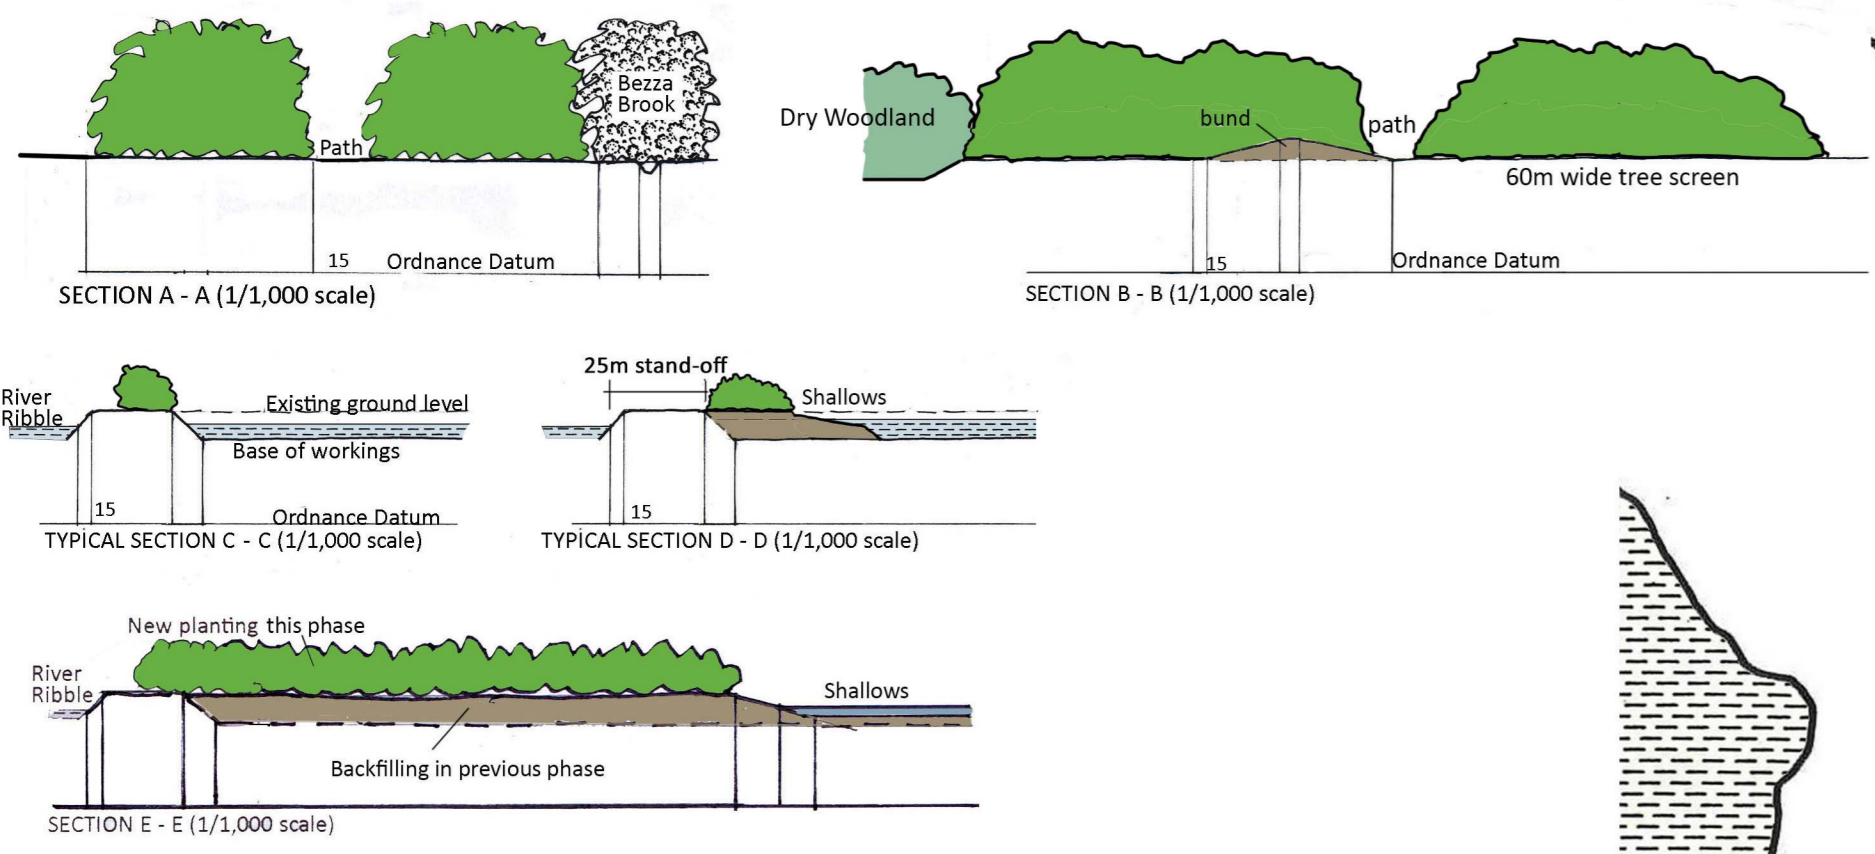 Bezza
Brook
Path
15
Ordnance Datum
SECTION A - A (1/1,000 scale)
Dry Woodland
bund
path
60m wide tree screen
15
Ordnance Datum
SECTION B - B (1/1,000 scale)
River
Ribble
Existing ground level
Base of workings
15
Ordnance Datum
TYPICAL SECTION C - C (1/1,000 scale)
25m stand-off
Shallows
15
TYPICAL SECTION D - D (1/1,000 scale)
New planting this phase
River
Ribble
Shallows
Backfilling in previous phase
SECTION E - E (1/1,000 scale)